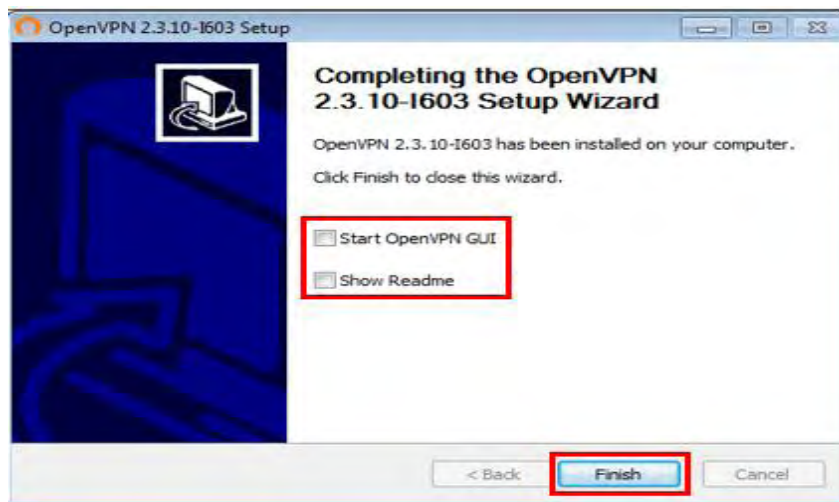 OpenVPN 2.3.10-I603 Setup
Completing the OpenVPN
2.3.10-I603 Setup Wizard
OpenVPN 2.3.10-I603 has been installed on your computer.
Click Finish to close this wizard.
Start OpenVPN GUI
Show Readme
< Back Finish Cancel